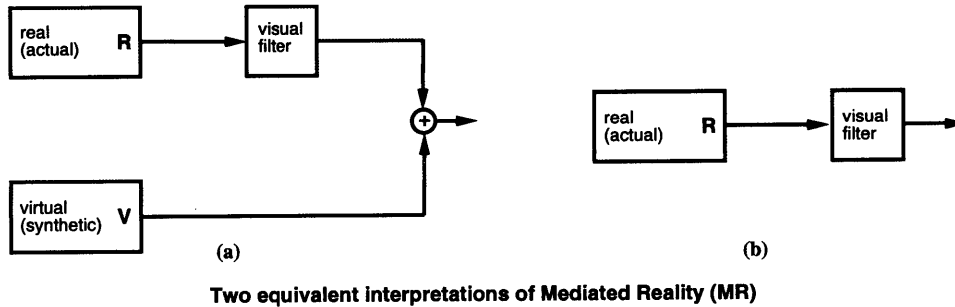 real
(actual) R
visual
filter
+
virtual
(synthetic) V
(a)
real
(actual) R
visual
filter
(b)
Two equivalent interpretations of Mediated Reality (MR)